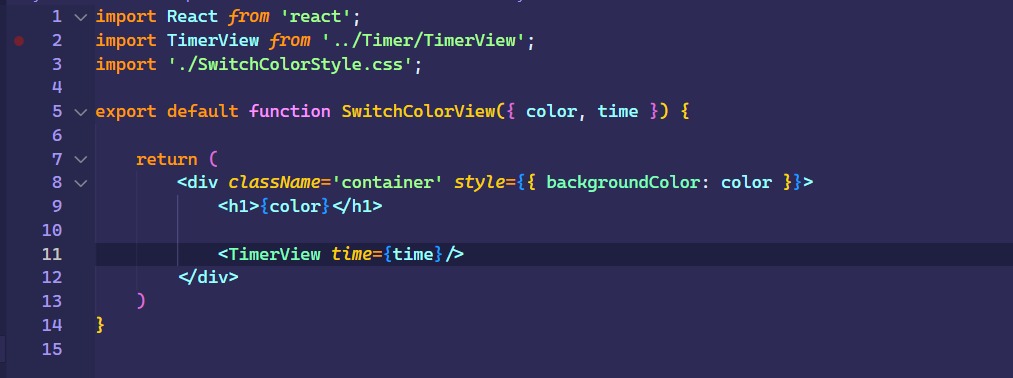 1 import React from 'react';
2 import TimerView from '../Timer/TimerView';
3 import './SwitchColorStyle.css';
4
5 export default function SwitchColorView({ color, time }) {
6
7 return (
8 <div className='container' style={{ backgroundColor: color }}>
9 <h1>{color}</h1>
10
11 <TimerView time={time}/>
12 </div>
13 )
14 }
15